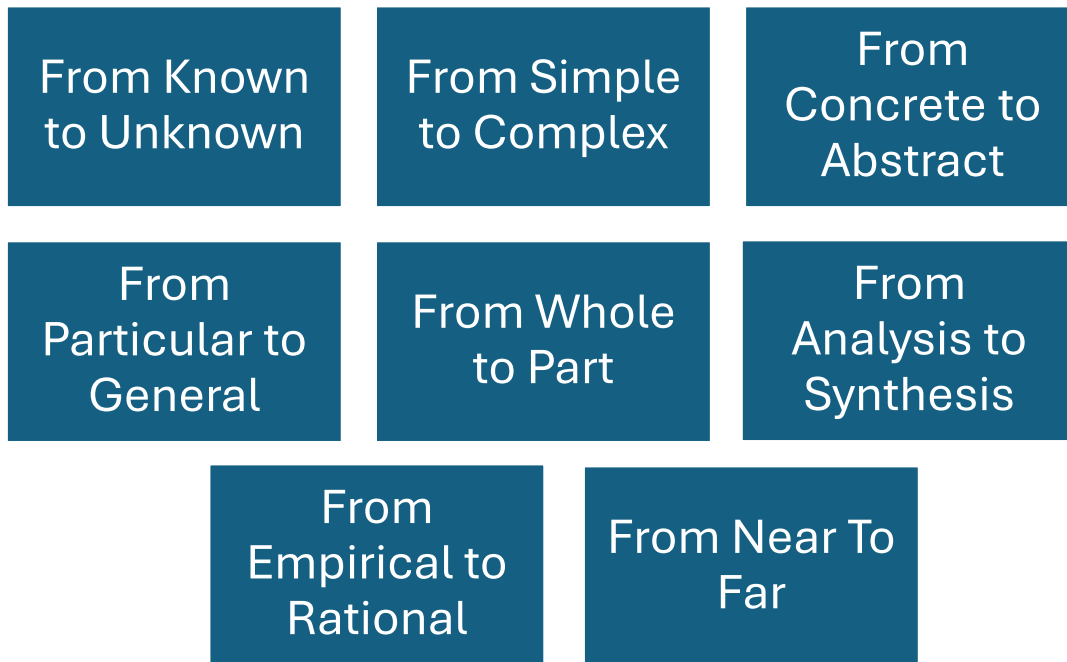 From Known
to Unknown
From Simple
to Complex
From
Concrete to
Abstract
From
Particular to
General
From Whole
to Part
From
Analysis to
Synthesis
From
Empirical to
Rational
From Near To
Far